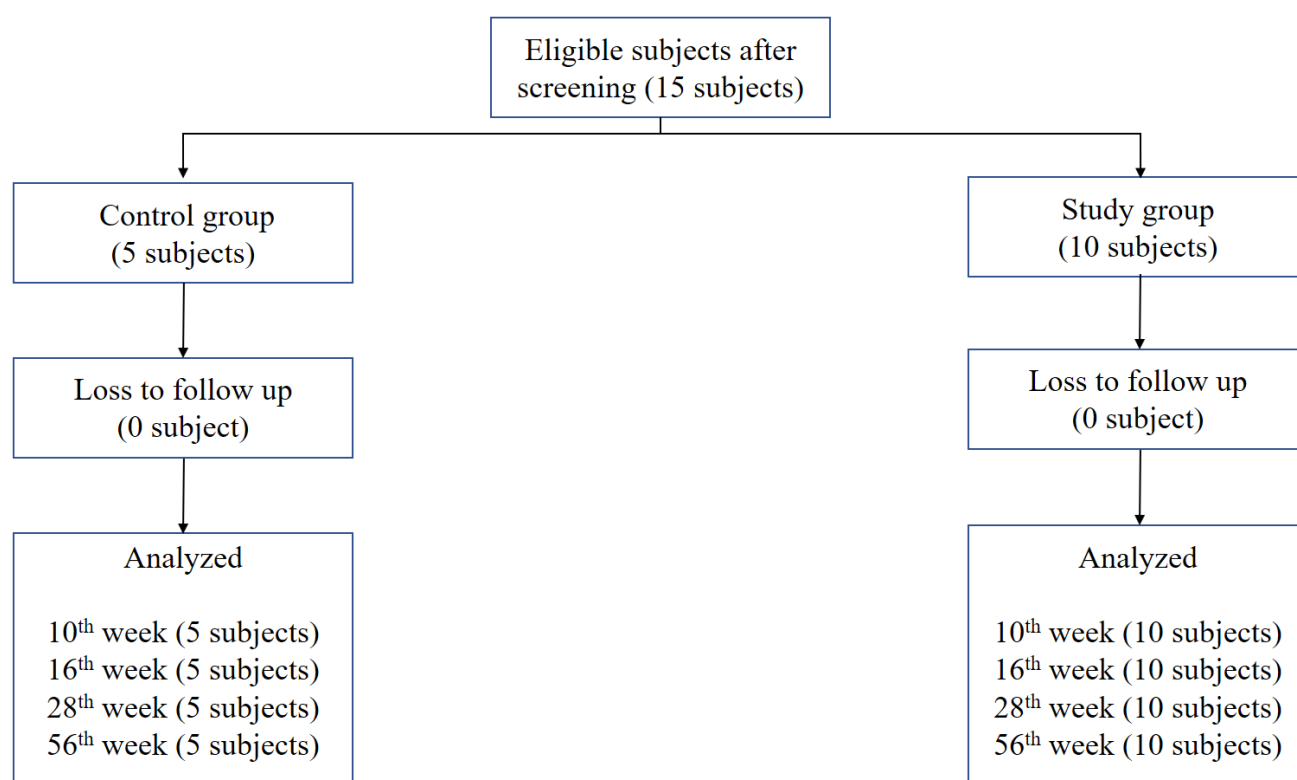 Eligible subjects after
screening (15 subjects)
Control group
(5 subjects)
Study group
(10 subjects)
Loss to follow up
(0 subject)
Loss to follow up
(0 subject)
Analyzed
10th week (5 subjects)
16th week (5 subjects)
28th week (5 subjects)
56th week (5 subjects)
Analyzed
10th week (10 subjects)
16th week (10 subjects)
28th week (10 subjects)
56th week (10 subjects)